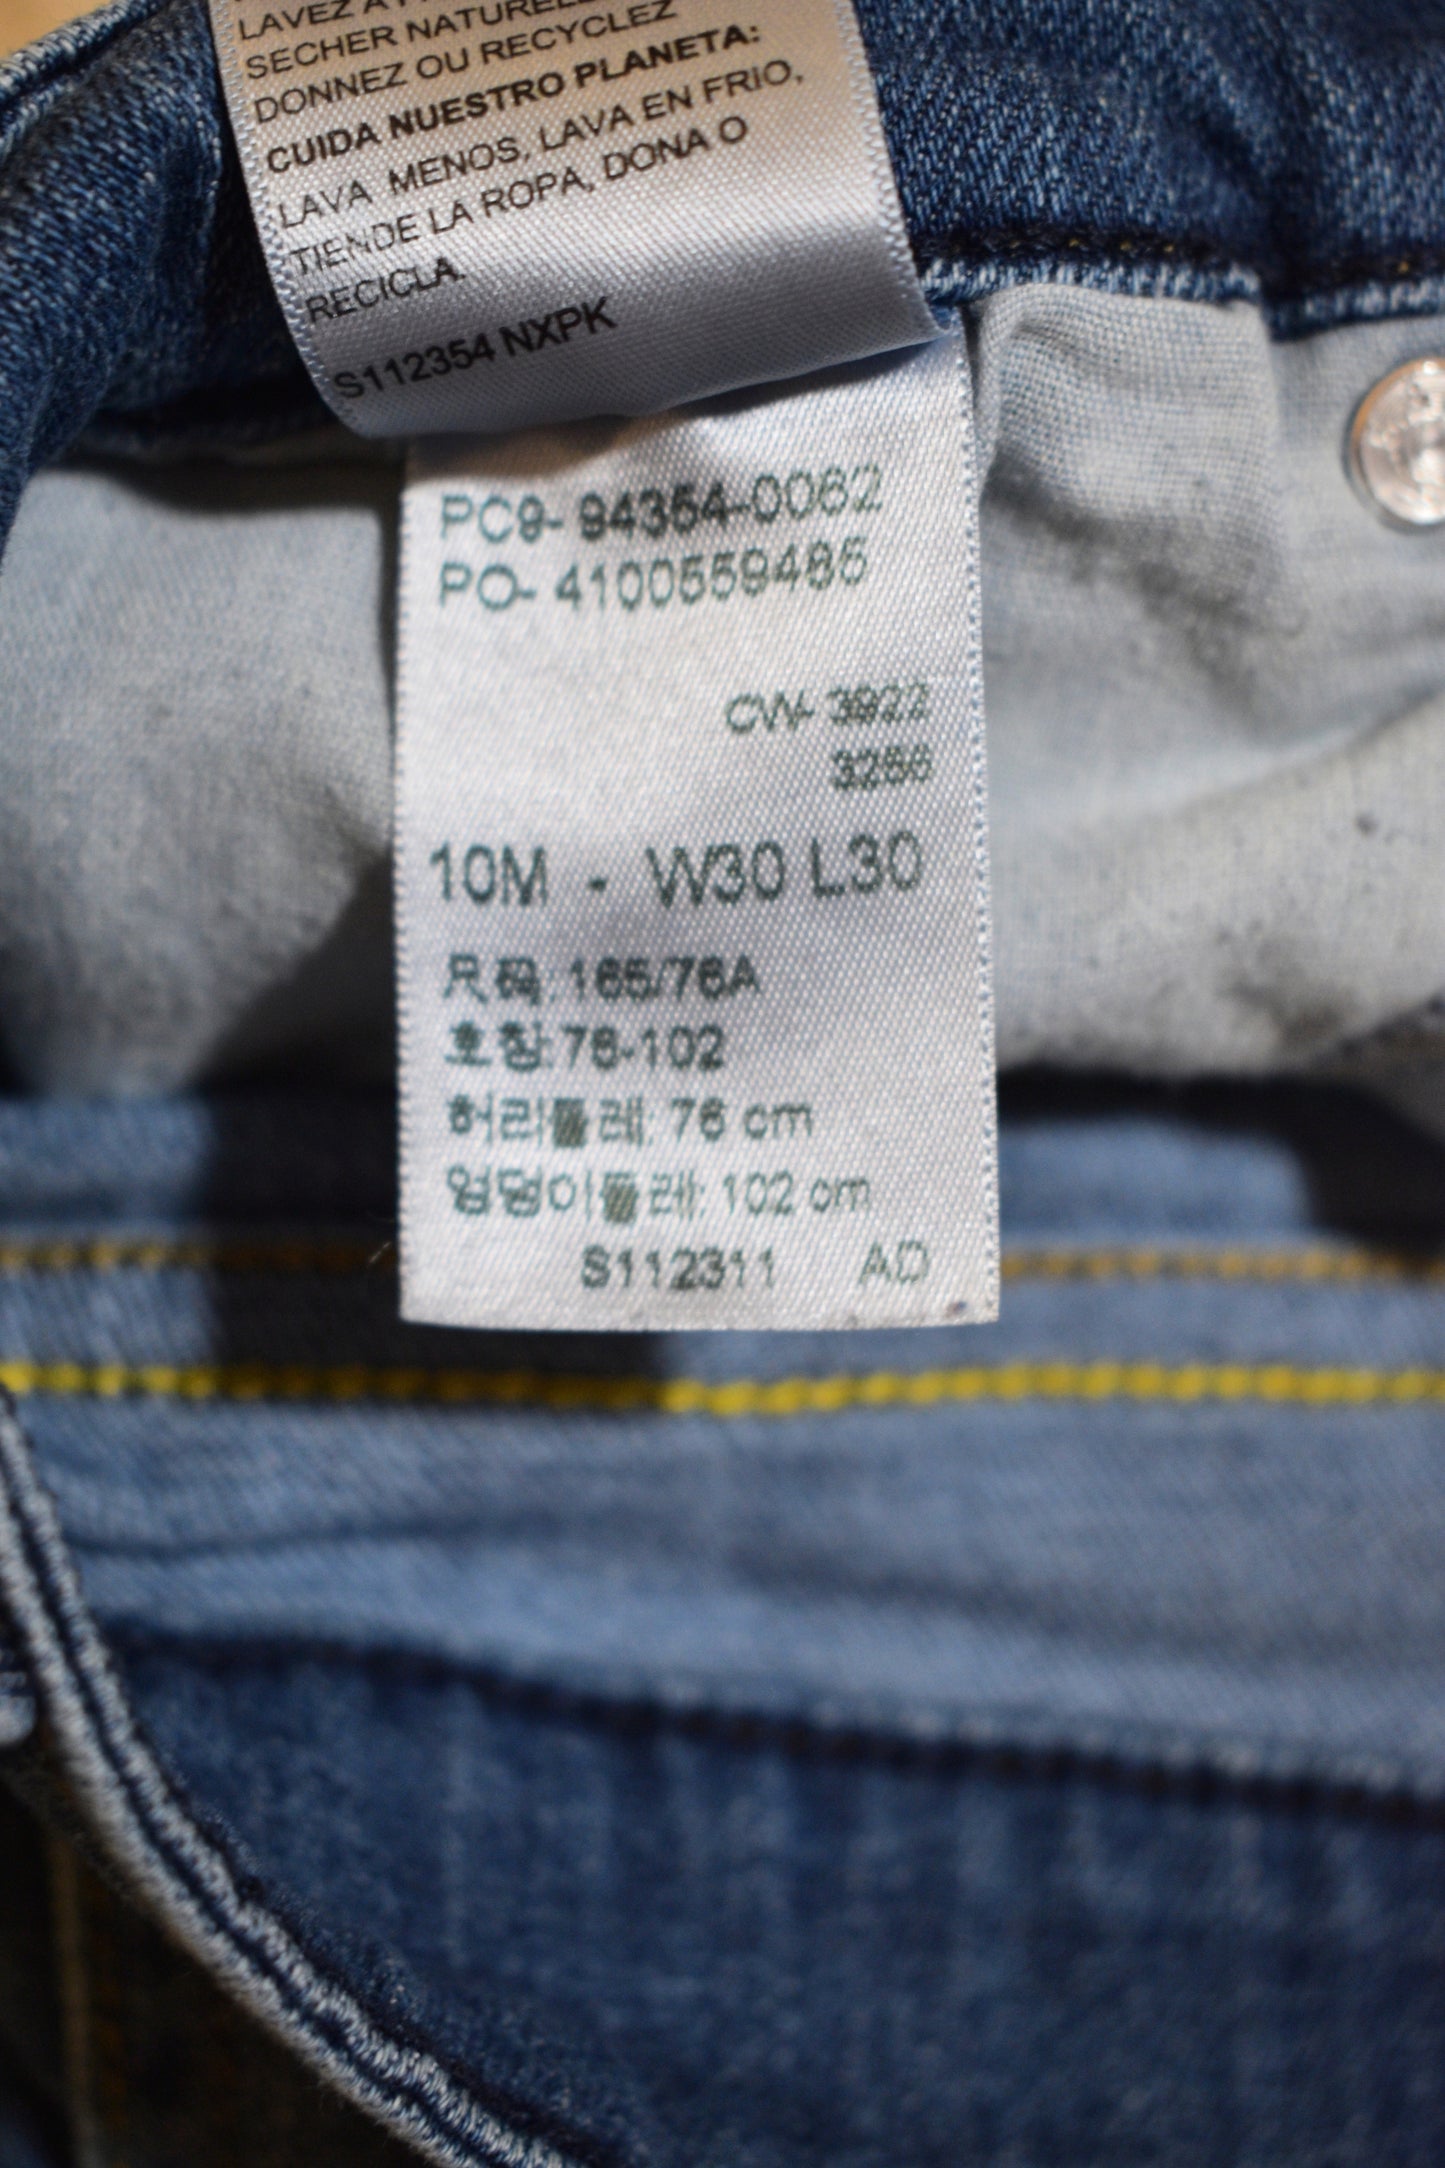 SECHER NATURELL
DONNEZ OU RECYCLEZ
CUIDA NUESTRO PLANETA:
LAVA MENOS, LAVA EN FRIO,
TIENDE LA ROPA, DONA O
RECICLA.
S112354 NXPK
PC9- 94354-0062
PO- 4100559485
CW- 3922
3256
10M - W30 L30
尺码: 165/76A
호칭: 76-102
허리둘레: 76 cm
엉덩이둘레: 102 cm
S112311 AD